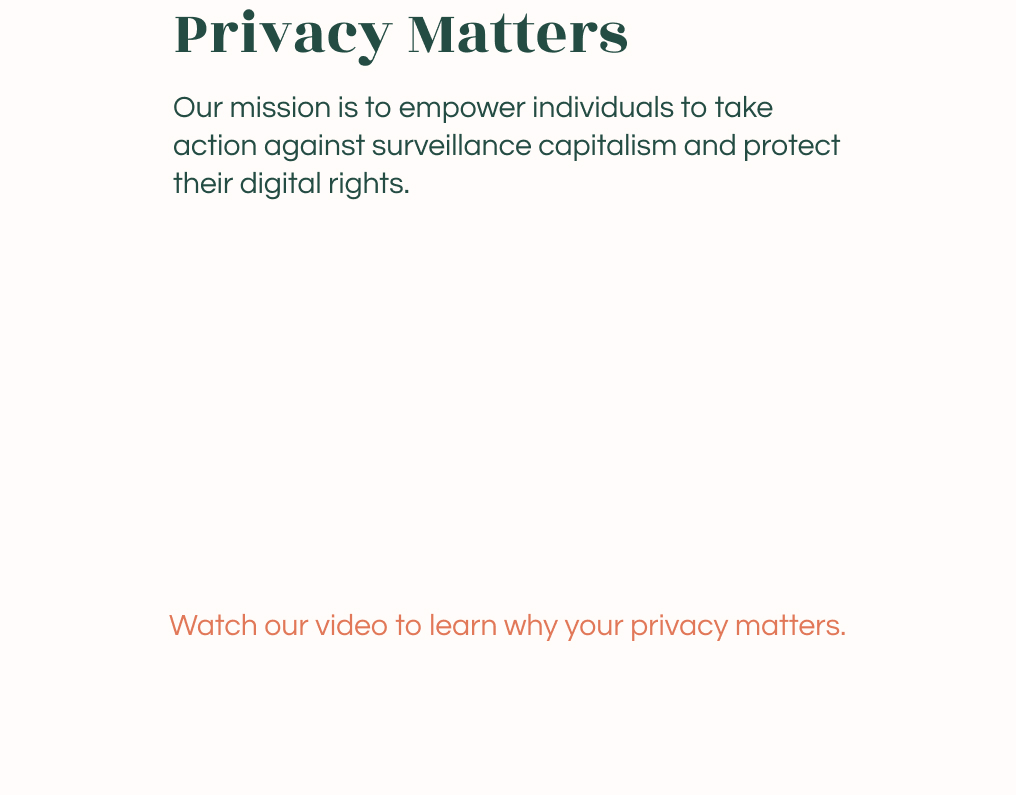 Privacy Matters
Our mission is to empower individuals to take
action against surveillance capitalism and protect
their digital rights.
Watch our video to learn why your privacy matters.